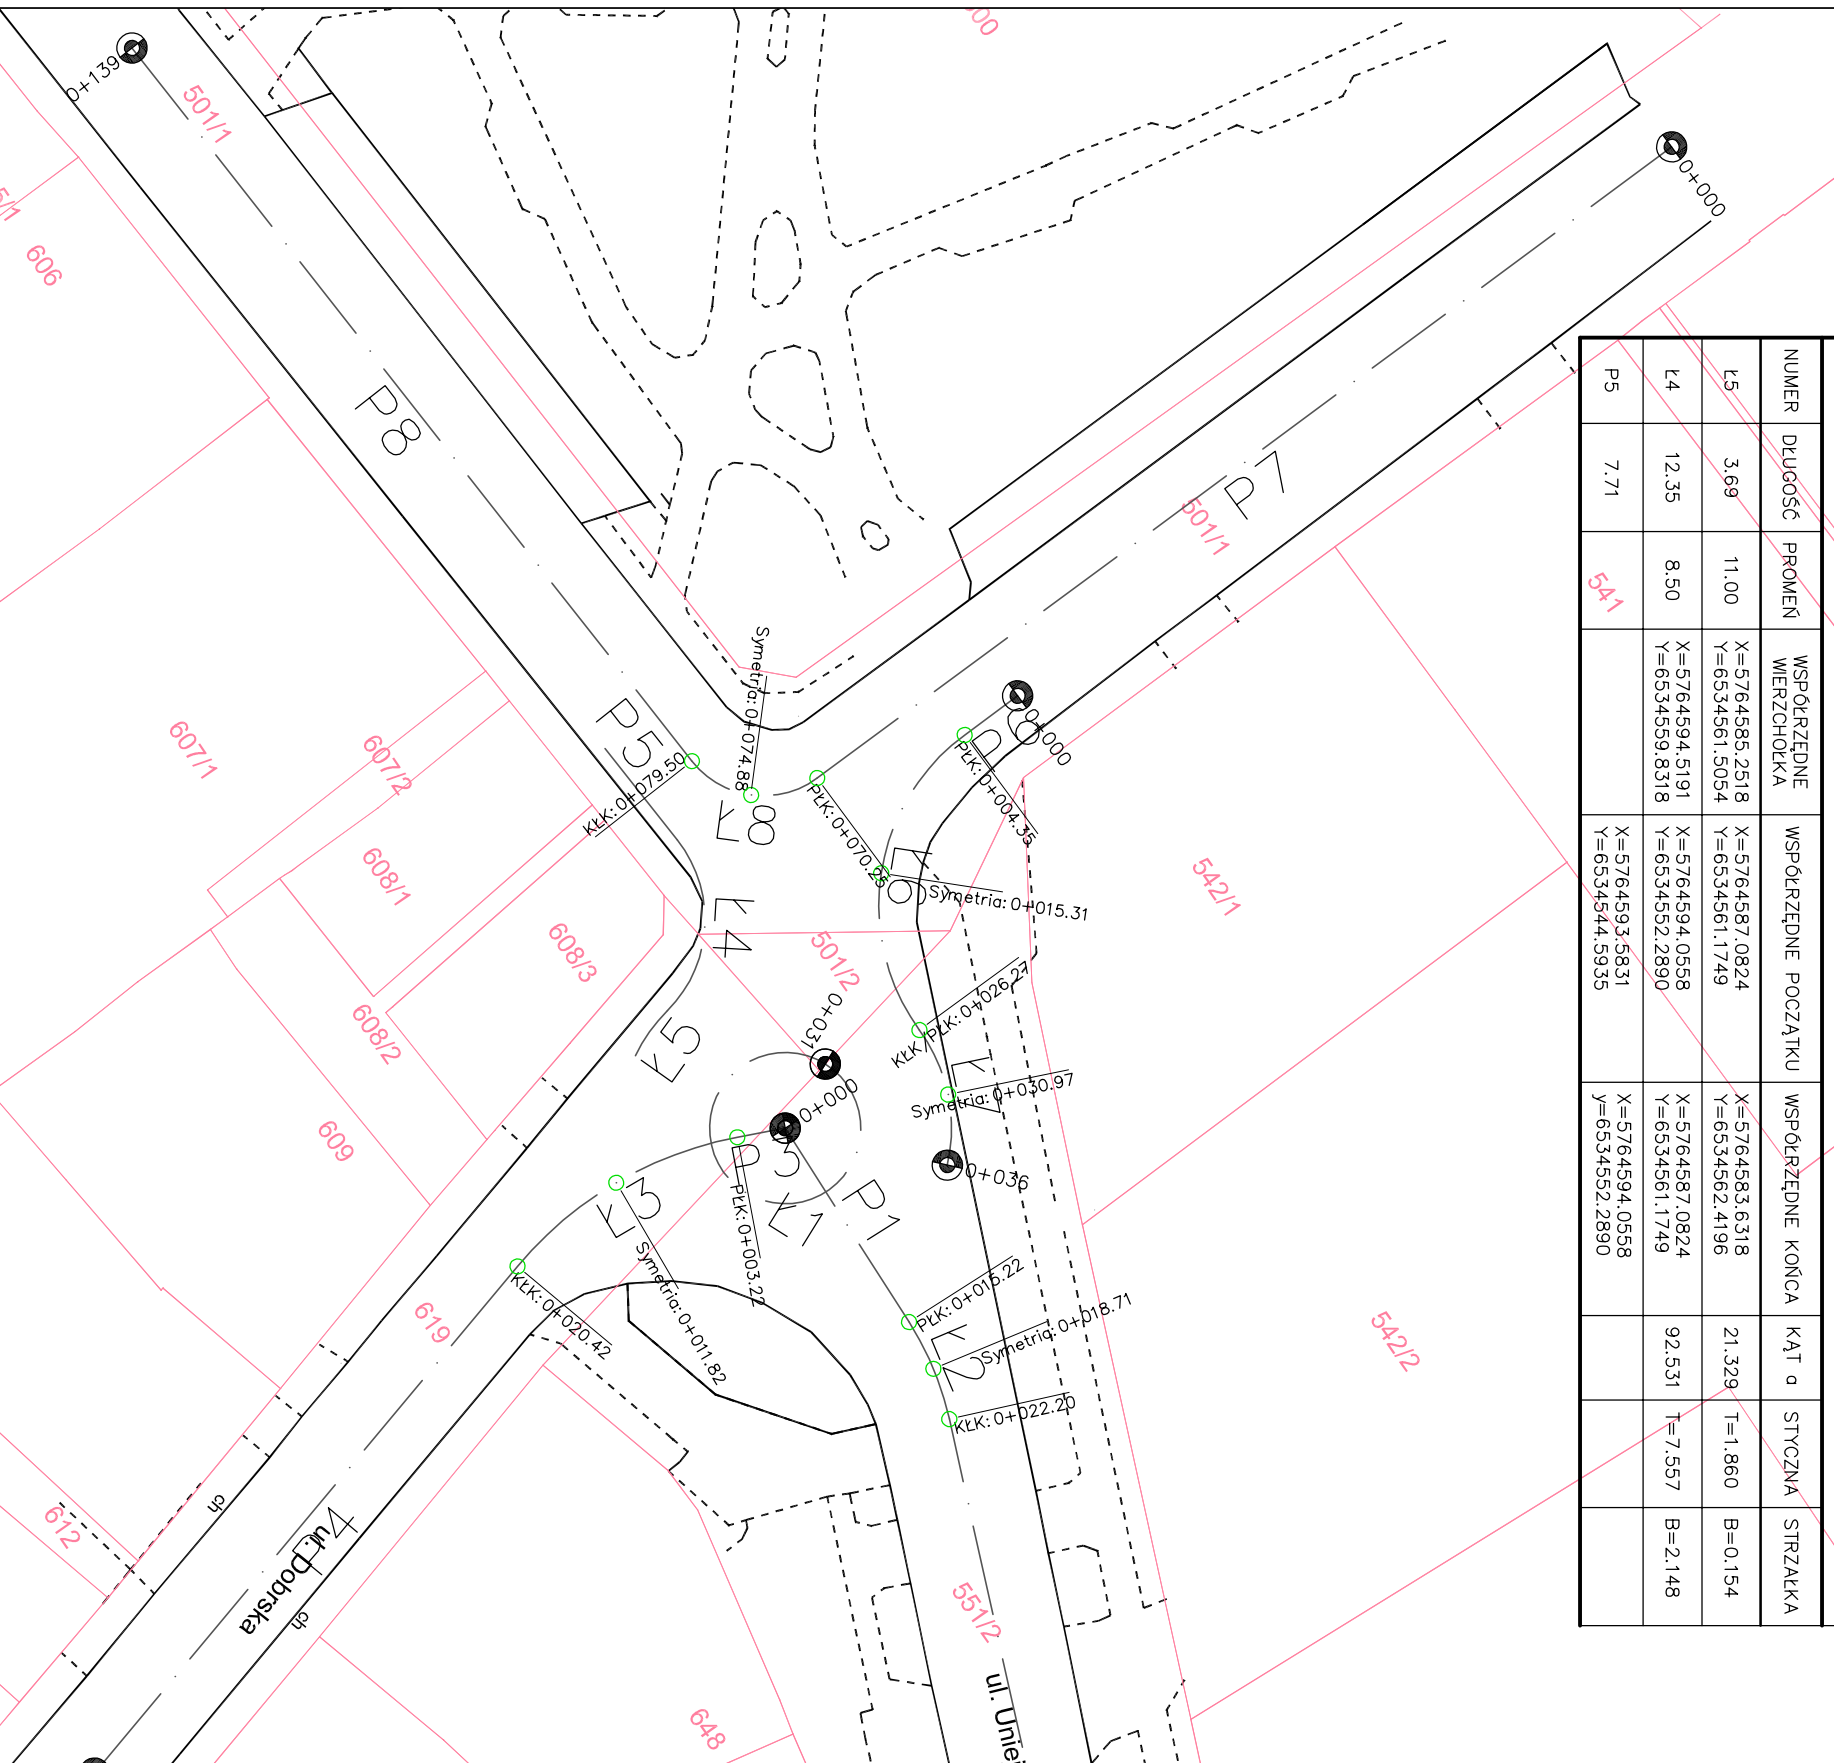 NUMER DŁUGOŚĆ PROMEŃ WSPÓŁRZĘDNE WIERZCHOŁKA WSPÓŁRZĘDNE POCZĄTKU WSPÓŁRZĘDNE KOŃCA KĄT α STYCZNA STRZAŁKA
Ł5 3.69 11.00 X=5764585.2518 X=5764587.0824 X=5764583.6318 21.329 T=1.860 B=0.154
Y=6534561.5054 Y=6534561.1749 Y=6534562.4196
Ł4 12.35 8.50 X=5764594.5191 X=5764594.0558 X=5764587.0824 92.531 T=7.557 B=2.148
Y=6534559.8318 Y=6534552.2890 Y=6534561.1749
P5 7.71 X=5764593.5831 X=5764594.0558
Y=6534544.5935 y=6534552.2890
0+139
501/1
606
P8
0+000
P7
501/1
541
Symetria: 0+074.88
P5
KŁK: 0+079.50
Ł8
PŁK: 0+070.25
P6
0+000
PŁK: 0+004.35
Ł6
Symetria: 0+015.31
607/1
607/2
608/1
608/3
608/2
609
Ł4
501/2
542/1
0+031
Ł5
KŁK/PŁK: 0+026.27
Ł7
Symetria: 0+030.97
0+000
0+036
P3
PŁK: 0+003.22
Ł1
P1
Ł3
Symetria: 0+011.82
KŁK: 0+020.42
PŁK: 0+015.22
Ł2
Symetria: 0+018.71
KŁK: 0+022.20
542/2
619
612
ch
P4
ul. Dobrska
ch
551/2
648